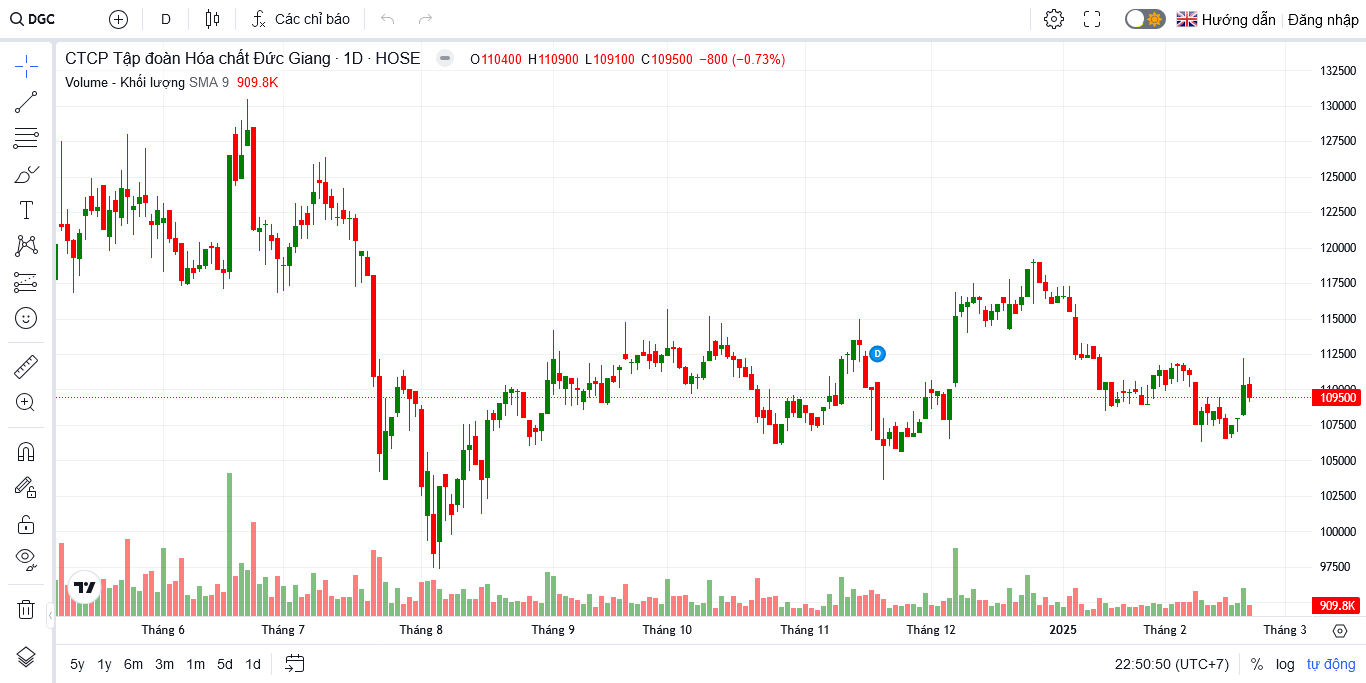 DGC D Các chỉ báo Hướng dẫn Đăng nhập
CTCP Tập đoàn Hóa chất Đức Giang · 1D · HOSE O110400 H110900 L109100 C109500 −800 (−0.73%)
Volume - Khối lượng SMA 9 909.8K
132500
130000
127500
125000
122500
120000
117500
115000
112500
D
110000
109500
107500
105000
102500
100000
97500
909.8K
Tháng 6 Tháng 7 Tháng 8 Tháng 9 Tháng 10 Tháng 11 Tháng 12 2025 Tháng 2 Tháng 3
5y 1y 6m 3m 1m 5d 1d 22:50:50 (UTC+7) % log tự động